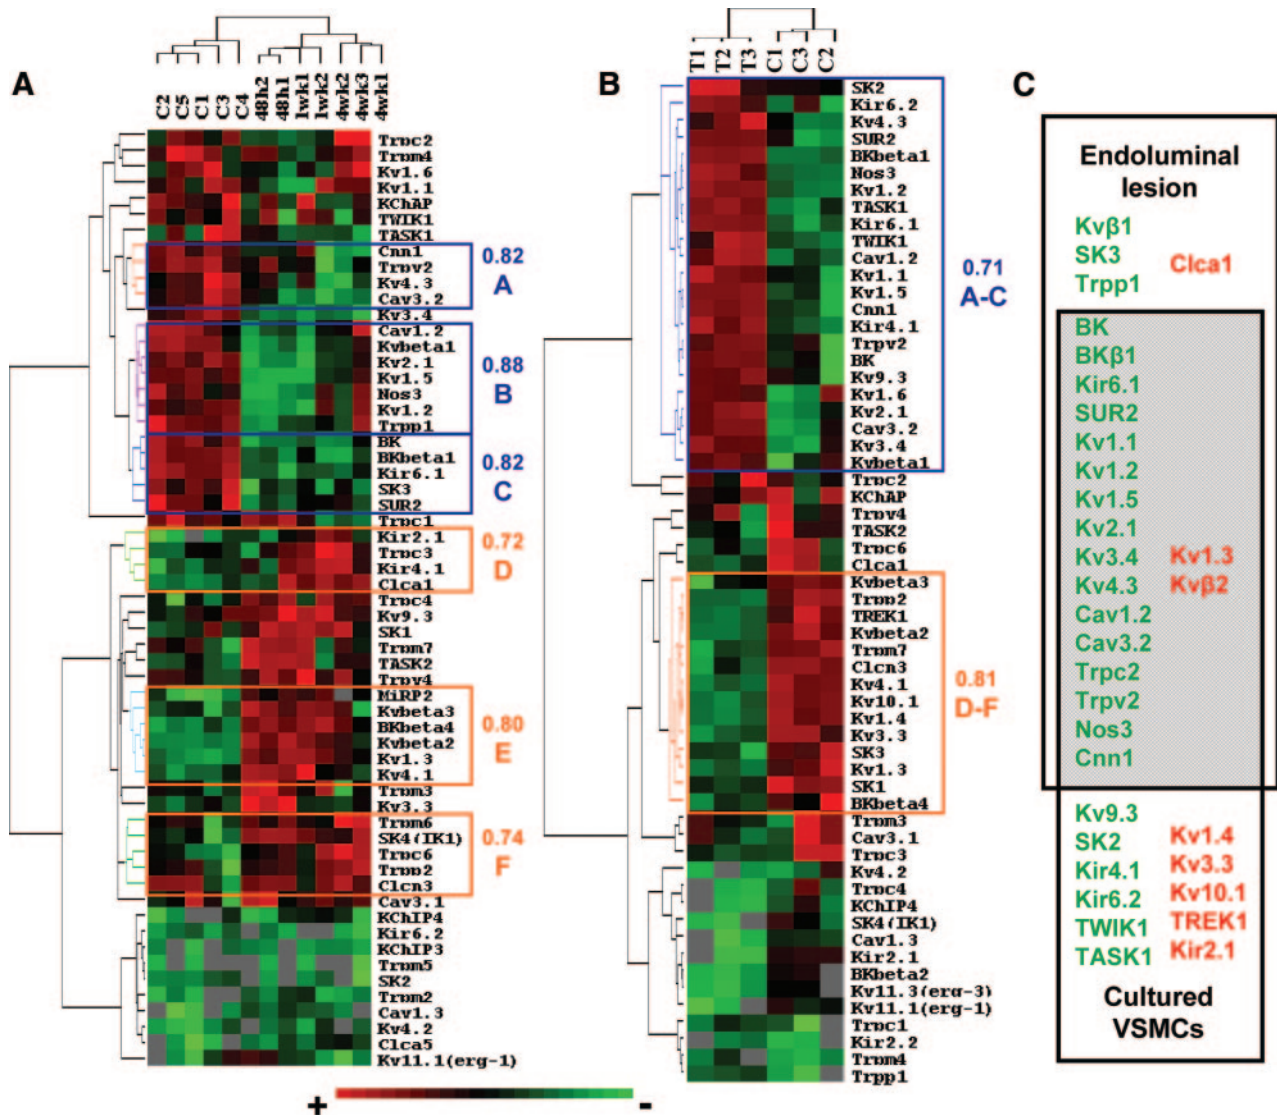 A
C2
C5
C1
C3
C4
48h2
48h1
1wk1
1wk2
4wk2
4wk3
4wk1
Trpc2
Trpm4
Kv1.6
Kv1.1
KChAP
TWIK1
TASK1
Cnn1
Trpv2
Kv4.3
Cav3.2
Kv3.4
Cav1.2
Kvbeta1
Kv2.1
Kv1.5
Nos3
Kv1.2
Trpp1
BK
BKbeta1
Kir6.1
SK3
SUR2
Trpc1
Kir2.1
Trpc3
Kir4.1
Clca1
Trpc4
Kv9.3
SK1
Trpm7
TASK2
Trpv4
MiRP2
Kvbeta3
BKbeta4
Kvbeta2
Kv1.3
Kv4.1
Trpm3
Kv3.3
Trpm6
SK4(IK1)
Trpc6
Trpp2
Clcn3
Cav3.1
KChIP4
Kir6.2
KChIP3
Trpm5
SK2
Trpm2
Cav1.3
Kv4.2
Clca5
Kv11.1(erg-1)
0.82
A
0.88
B
0.82
C
0.72
D
0.80
E
0.74
F
+
-
B
T1
T2
T3
C1
C3
C2
SK2
Kir6.2
Kv4.3
SUR2
BKbeta1
Nos3
Kv1.2
TASK1
Kir6.1
TWIK1
Cav1.2
Kv1.1
Kv1.5
Cnn1
Kir4.1
Trpv2
BK
Kv9.3
Kv1.6
Kv2.1
Cav3.2
Kv3.4
Kvbeta1
Trpc2
KChAP
Trpv4
TASK2
Trpc6
Clca1
Kvbeta3
Trpp2
TREK1
Kvbeta2
Trpm7
Clcn3
Kv4.1
Kv10.1
Kv1.4
Kv3.3
SK3
Kv1.3
SK1
BKbeta4
Trpm3
Cav3.1
Trpc3
Kv4.2
Trpc4
KChIP4
SK4(IK1)
Cav1.3
Kir2.1
BKbeta2
Kv11.3(erg-3)
Kv11.1(erg-1)
Trpc1
Kir2.2
Trpm4
Trpp1
0.71
A-C
0.81
D-F
C
Endoluminal
lesion
Kvβ1
SK3
Trpp1
Clca1
BK
BKβ1
Kir6.1
SUR2
Kv1.1
Kv1.2
Kv1.5
Kv2.1
Kv3.4
Kv4.3
Cav1.2
Cav3.2
Trpc2
Trpv2
Nos3
Cnn1
Kv1.3
Kvβ2
Kv9.3
SK2
Kir4.1
Kir6.2
TWIK1
TASK1
Kv1.4
Kv3.3
Kv10.1
TREK1
Kir2.1
Cultured
VSMCs